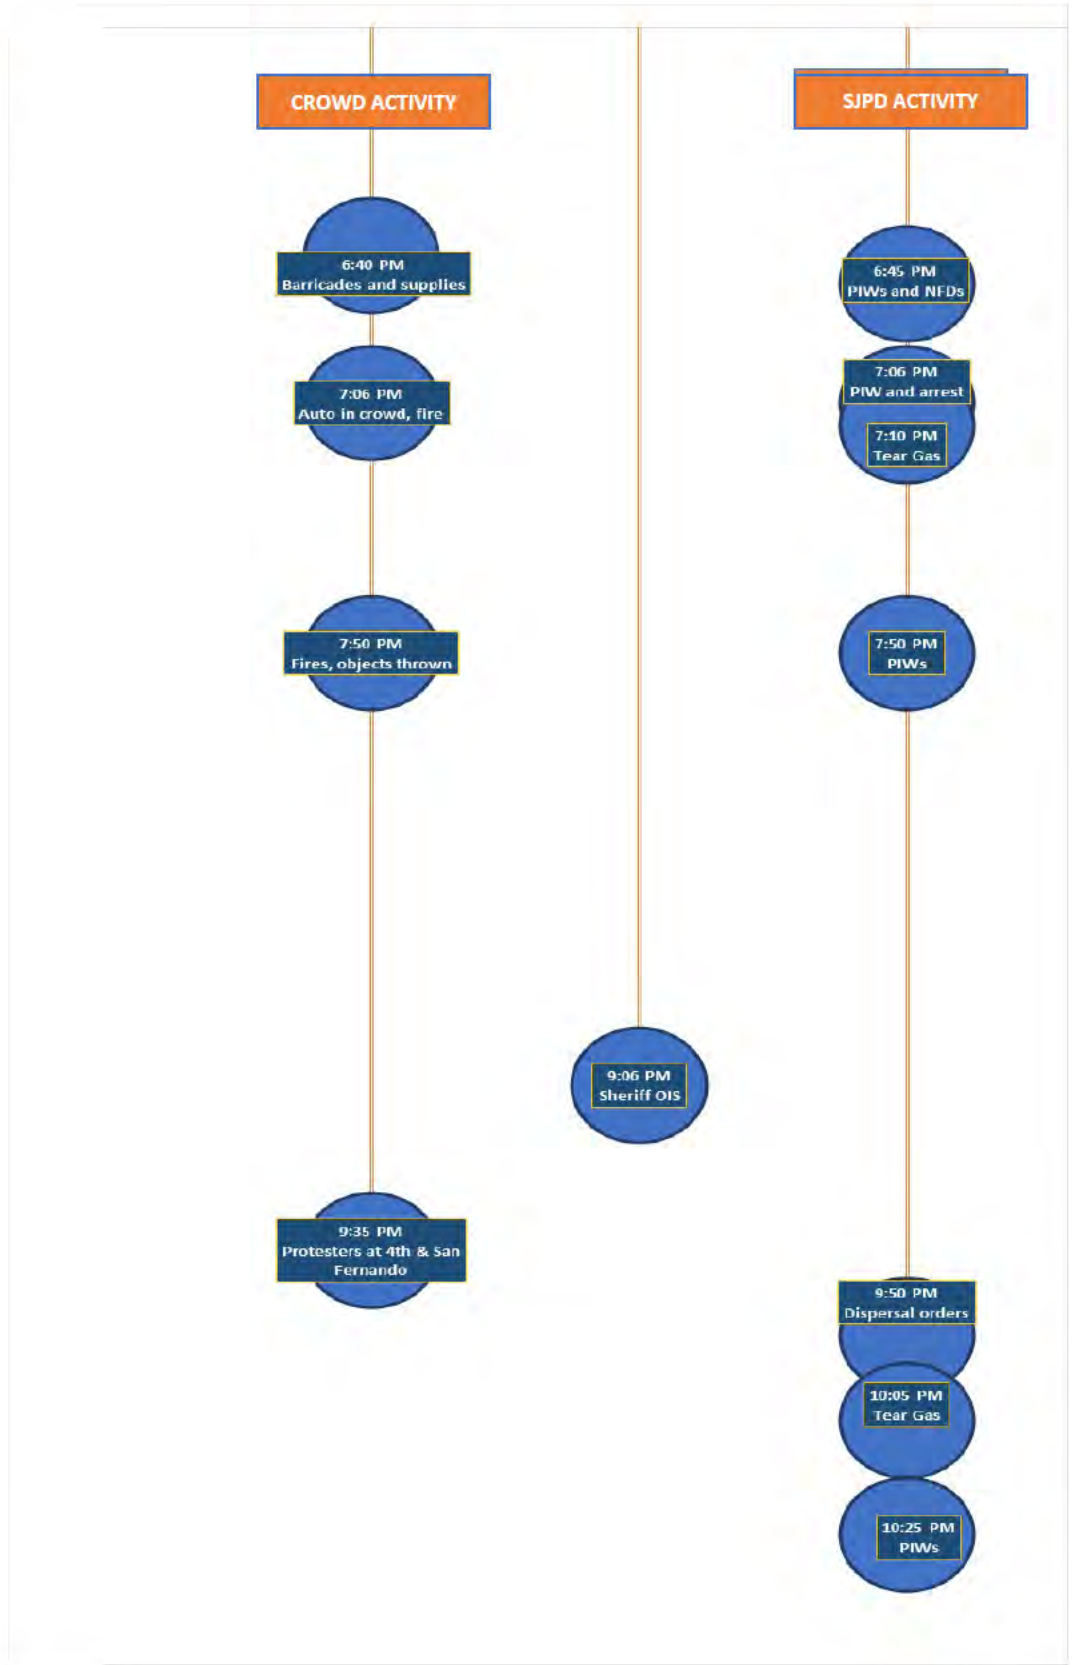 CROWD ACTIVITY
SJPD ACTIVITY
6:40 PM
Barricades and supplies
6:45 PM
PIWs and NFDs
7:06 PM
Auto in crowd, fire
7:06 PM
PIW and arrest
7:10 PM
Tear Gas
7:50 PM
Fires, objects thrown
7:50 PM
PIWs
9:06 PM
Sheriff OIS
9:35 PM
Protesters at 4th & San
Fernando
9:50 PM
Dispersal orders
10:05 PM
Tear Gas
10:25 PM
PIWs